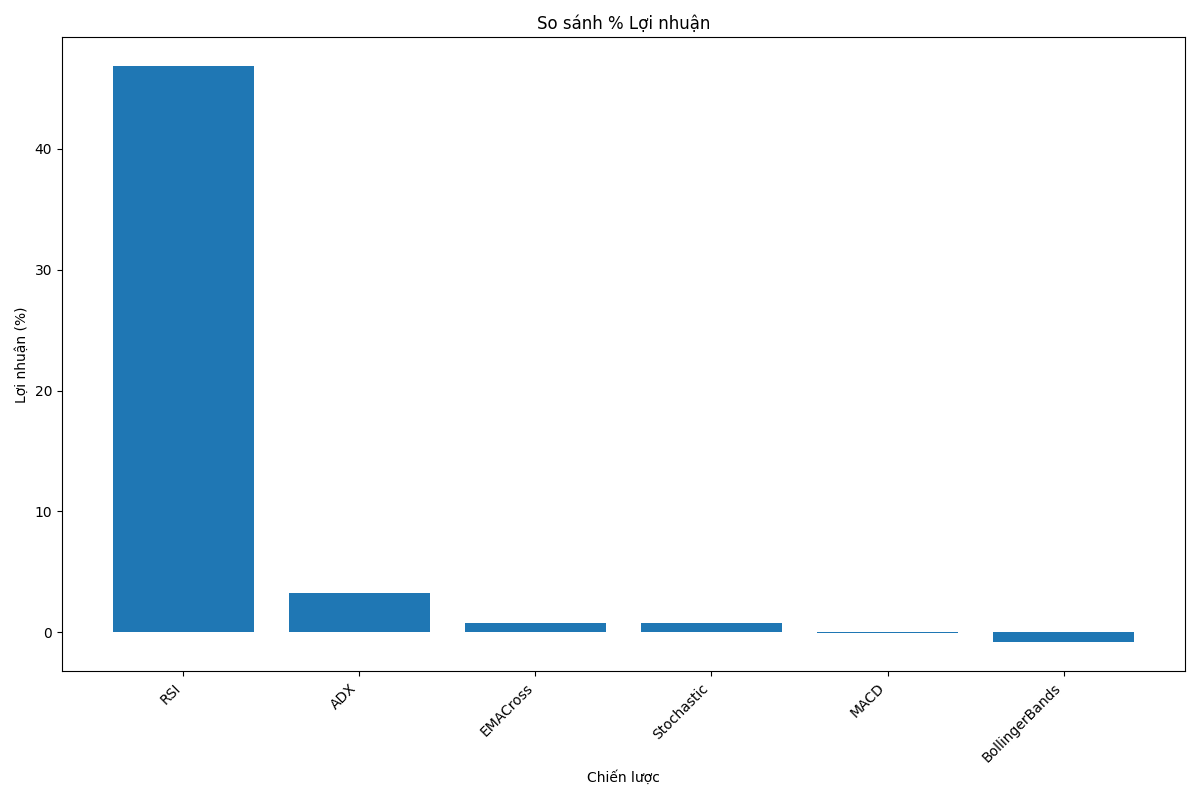 So sánh % Lợi nhuận
Lợi nhuận (%)
40
30
20
10
0
RSI
ADX
EMACross
Stochastic
MACD
BollingerBands
Chiến lược